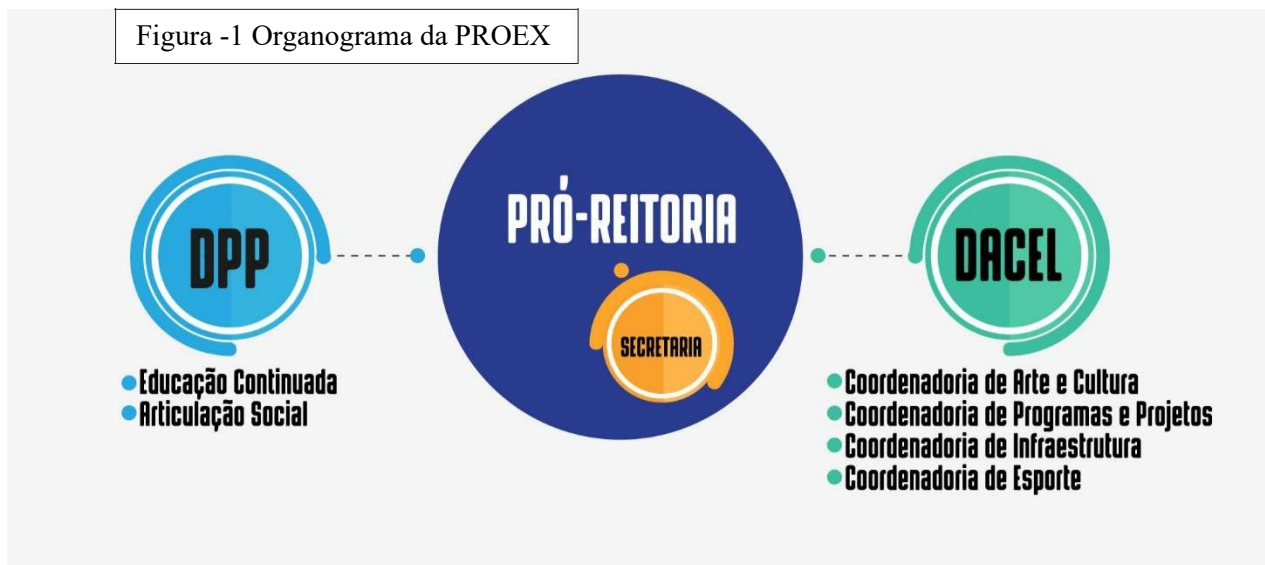 Figura -1 Organograma da PROEX
DPP
Educação Continuada
Articulação Social
PRÓ-REITORIA
SECRETARIA
DACEL
Coordenadoria de Arte e Cultura
Coordenadoria de Programas e Projetos
Coordenadoria de Infraestrutura
Coordenadoria de Esporte